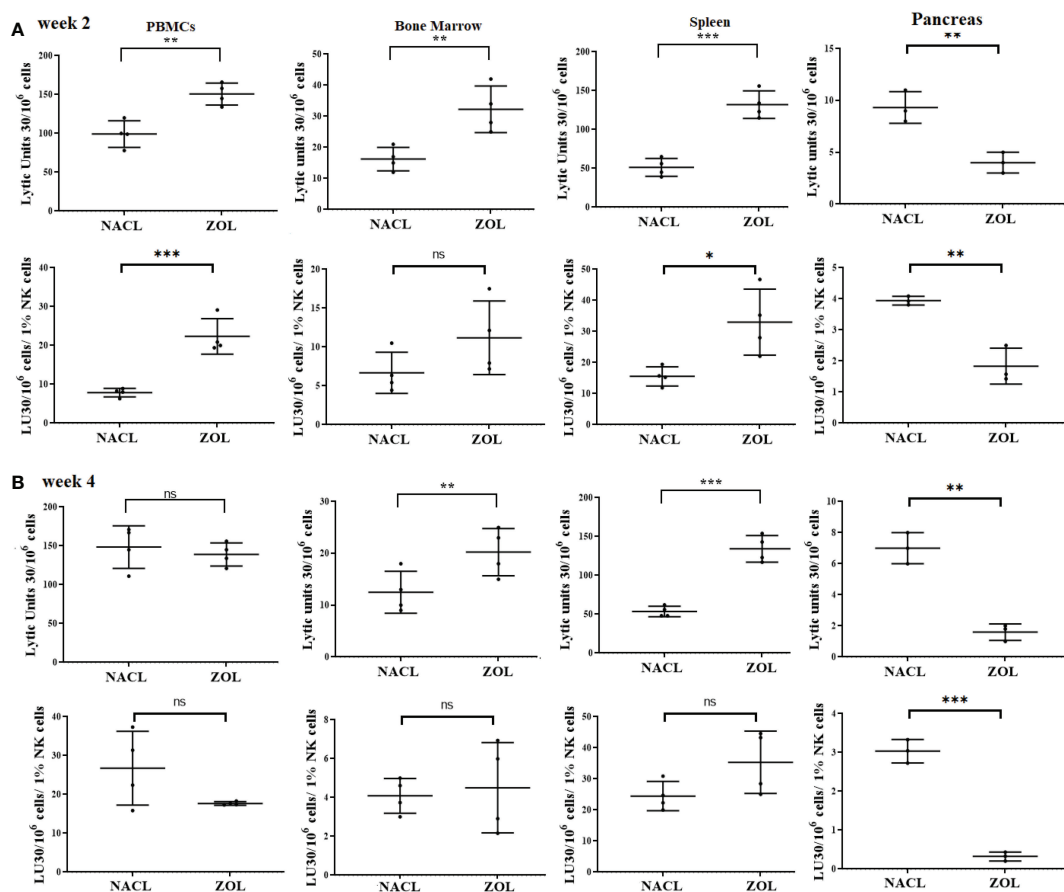 A week 2
PBMCs
Bone Marrow
Spleen
Pancreas
Lytic Units 30/10⁶ cells
200
150
100
50
0
**
NACL
ZOL
Lytic Units 30/10⁶ cells
50
40
30
20
10
0
**
NACL
ZOL
Lytic Units 30/10⁶ cells
200
150
100
50
0
***
NACL
ZOL
Lytic units 30/10⁶ cells
15
10
5
0
**
NACL
ZOL
LU30/10⁶ cells/ 1% NK cells
40
30
20
10
0
***
NACL
ZOL
LU30/10⁶ cells/ 1% NK cells
20
15
10
5
0
ns
NACL
ZOL
LU30/10⁶ cells/ 1% NK cells
50
40
30
20
10
0
*
NACL
ZOL
LU30/10⁶ cells/ 1% NK cells
5
4
3
2
1
0
**
NACL
ZOL
B week 4
Lytic Units 30/10⁶ cells
200
150
100
50
0
ns
NACL
ZOL
Lytic units 30/10⁶ cells
30
20
10
0
**
NACL
ZOL
Lytic units 30/10⁶ cells
200
150
100
50
0
***
NACL
ZOL
Lytic units 30/10⁶ cells
10
8
6
4
2
0
**
NACL
ZOL
LU30/10⁶ cells/ 1% NK cells
40
30
20
10
0
ns
NACL
ZOL
LU30/10⁶ cells/ 1% NK cells
8
6
4
2
0
ns
NACL
ZOL
LU30/10⁶ cells/ 1% NK cells
50
40
30
20
10
0
ns
NACL
ZOL
LU30/10⁶ cells/ 1% NK cells
4
3
2
1
0
***
NACL
ZOL